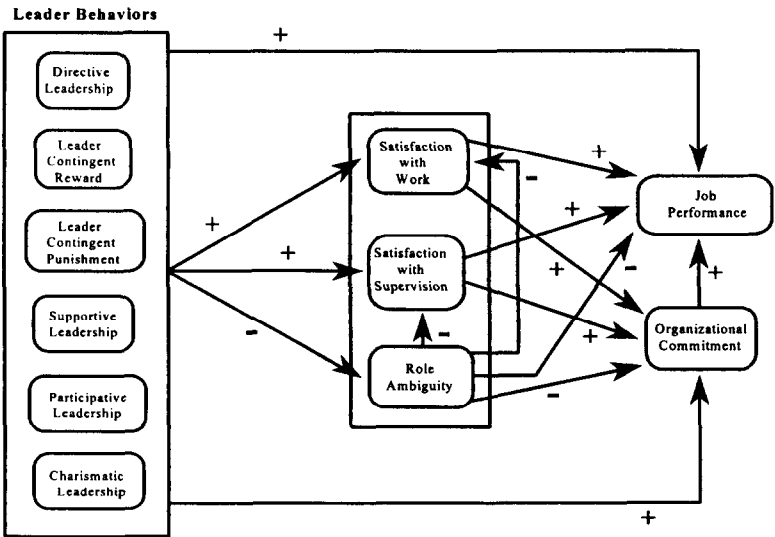 Leader Behaviors
Directive
Leadership
Leader
Contingent
Reward
Leader
Contingent
Punishment
Supportive
Leadership
Participative
Leadership
Charismatic
Leadership
+
+
+
-
Satisfaction
with
Work
Satisfaction
with
Supervision
Role
Ambiguity
-
-
+
+
+
+
-
-
Job
Performance
+
Organizational
Commitment
+